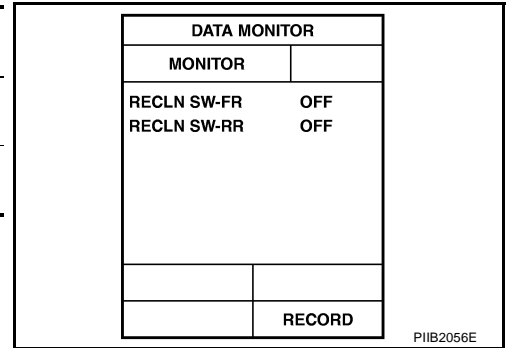 DATA MONITOR
MONITOR
RECLN SW-FR OFF
RECLN SW-RR OFF
RECORD
PIIB2056E